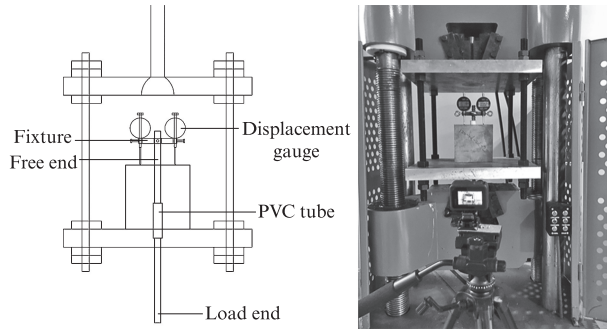 Fixture
Free end
Displacement
gauge
PVC tube
Load end